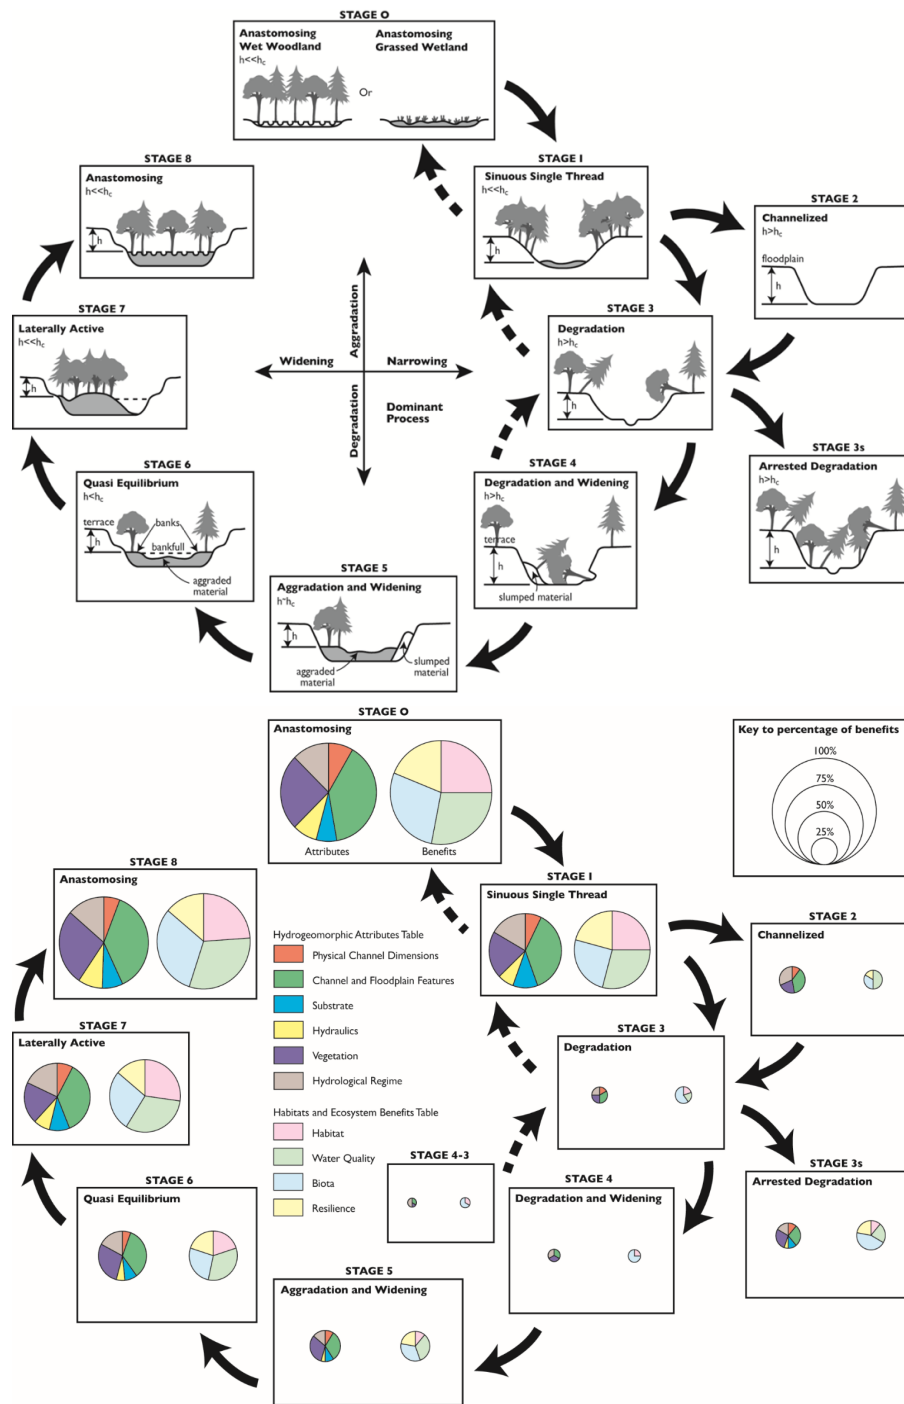 STAGE O
Anastomosing
Wet Woodland
h<<hc
Or
Anastomosing
Grassed Wetland
STAGE 8
Anastomosing
h<<hc
h
STAGE I
Sinuous Single Thread
h<<hc
h
STAGE 2
Channelized
h>hc
floodplain
h
STAGE 7
Laterally Active
h<<hc
h
Aggradation
Widening
Narrowing
Degradation
Dominant
Process
STAGE 3
Degradation
h>hc
h
STAGE 6
Quasi Equilibrium
h<hc
terrace
banks
h
bankfull
aggraded
material
STAGE 4
Degradation and Widening
h>hc
terrace
h
slumped material
STAGE 3s
Arrested Degradation
h>hc
h
STAGE 5
Aggradation and Widening
h~hc
h
aggraded
material
slumped
material
STAGE O
Anastomosing
Attributes
Benefits
Key to percentage of benefits
100%
75%
50%
25%
STAGE 8
Anastomosing
STAGE I
Sinuous Single Thread
STAGE 2
Channelized
Hydrogeomorphic Attributes Table
Physical Channel Dimensions
Channel and Floodplain Features
Substrate
Hydraulics
Vegetation
Hydrological Regime
Habitats and Ecosystem Benefits Table
Habitat
Water Quality
Biota
Resilience
STAGE 7
Laterally Active
STAGE 3
Degradation
STAGE 4-3
STAGE 6
Quasi Equilibrium
STAGE 4
Degradation and Widening
STAGE 3s
Arrested Degradation
STAGE 5
Aggradation and Widening